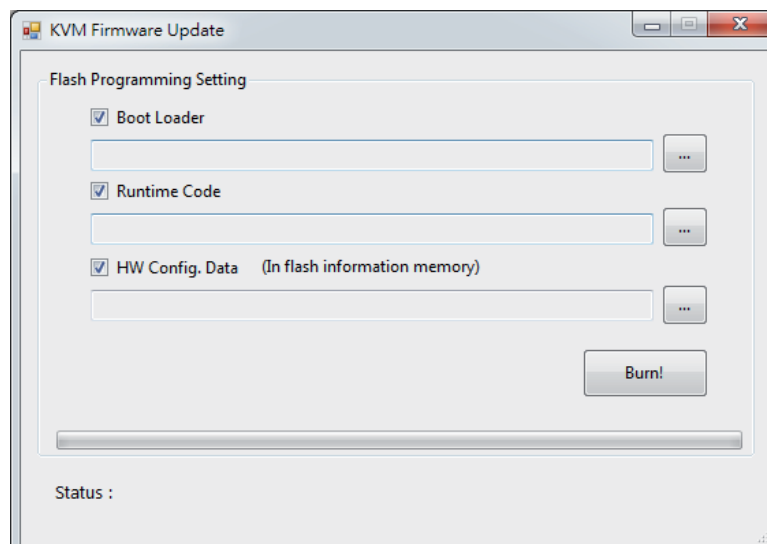 KVM Firmware Update
Flash Programming Setting
Boot Loader
...
Runtime Code
...
HW Config. Data (In flash information memory)
...
Burn!
Status :